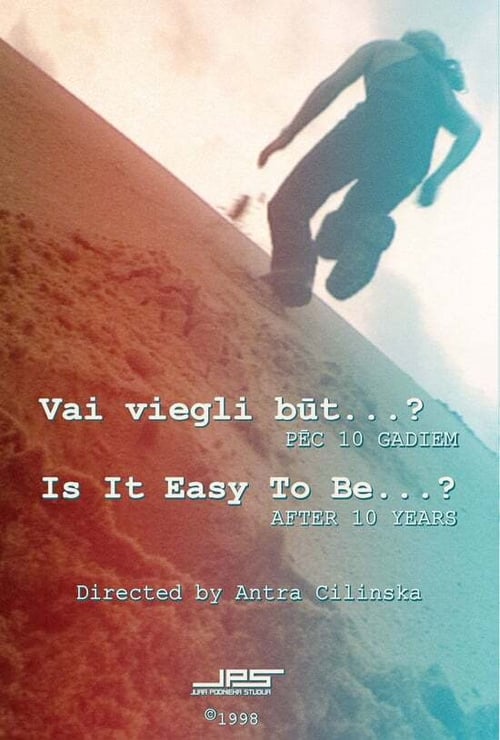 Vai viegli būt...?
PĒC 10 GADIEM
Is It Easy To Be...?
AFTER 10 YEARS
Directed by Antra Cilinska
JPS
JURA PODNIEKA STUDIJA
©1998